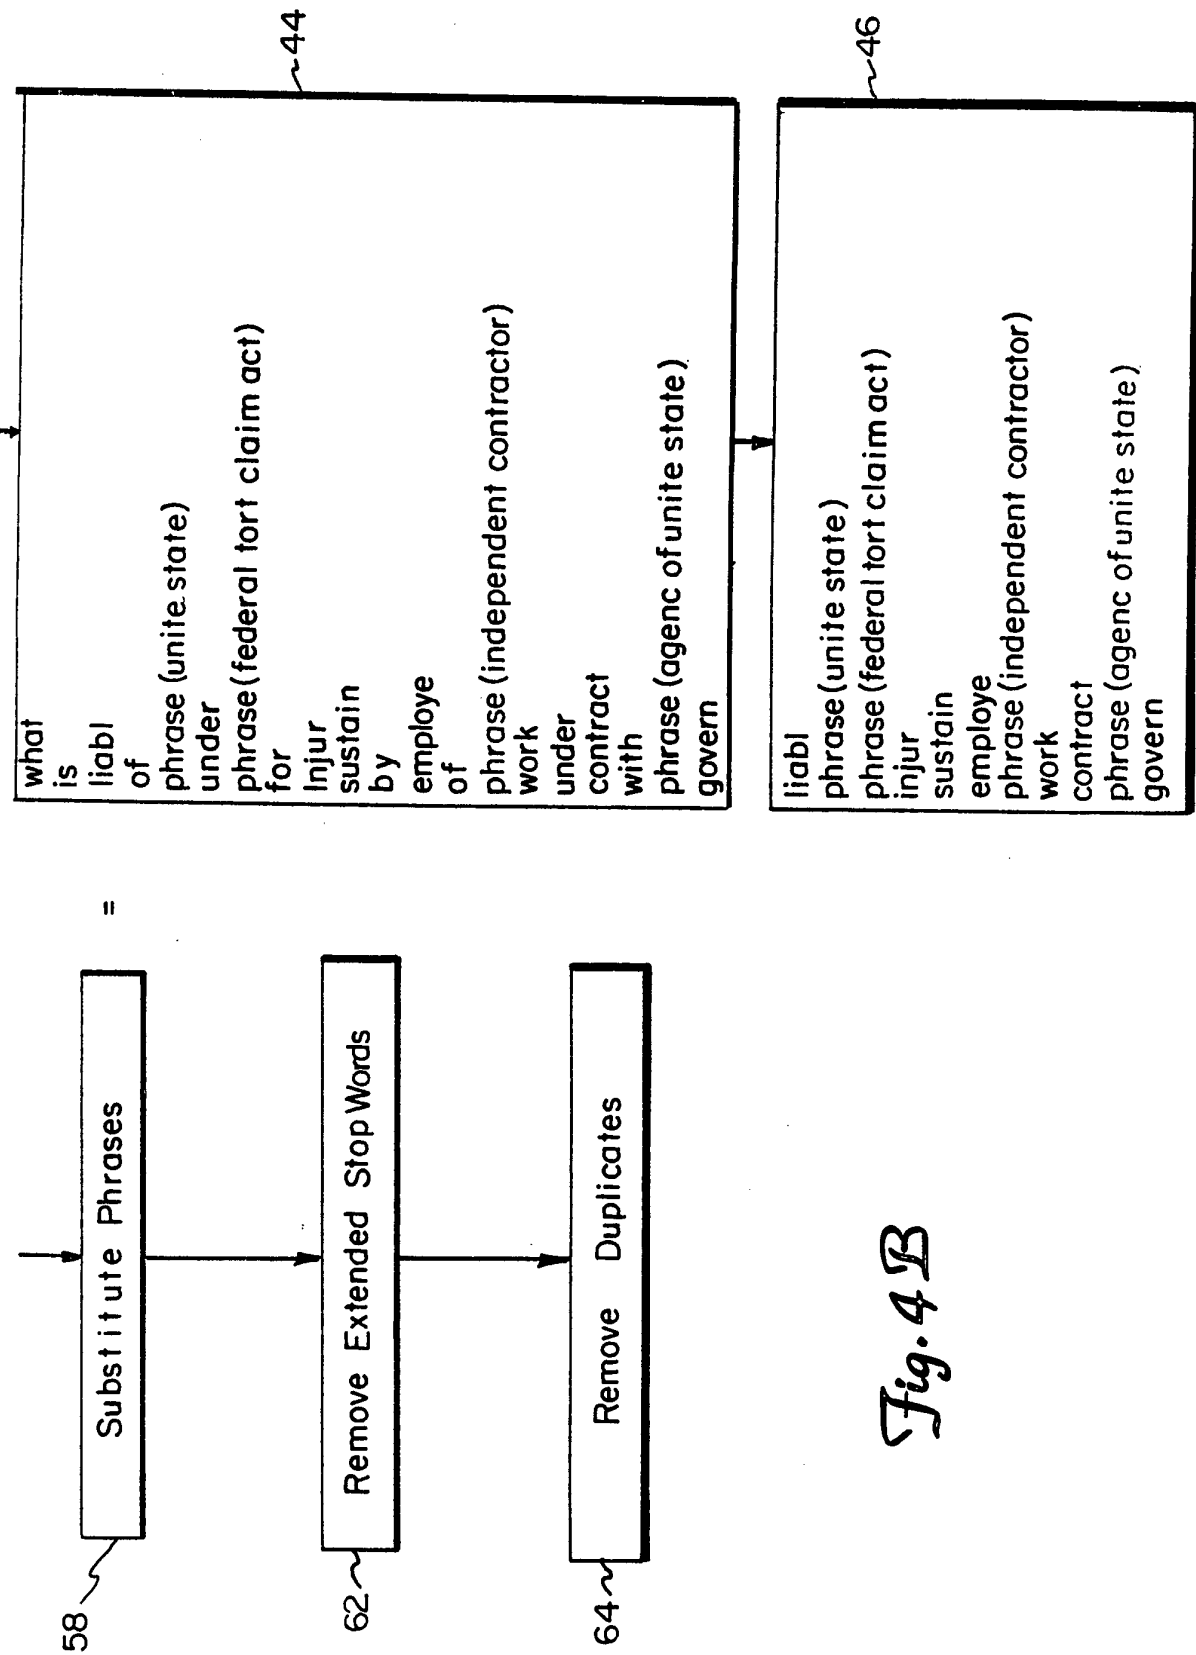 58
Substitute Phrases
62
Remove Extended Stop Words
64
Remove Duplicates
=
44
what
is
liabl
of
phrase (unite state)
under
phrase (federal tort claim act)
for
Injur
sustain
by
employe
of
phrase (independent contractor)
work
under
contract
with
phrase (agenc of unite state)
govern
46
liabl
phrase (unite state)
phrase (federal tort claim act)
injur
sustain
employe
phrase (independent contractor)
work
contract
phrase (agenc of unite state)
govern
Fig. 4B